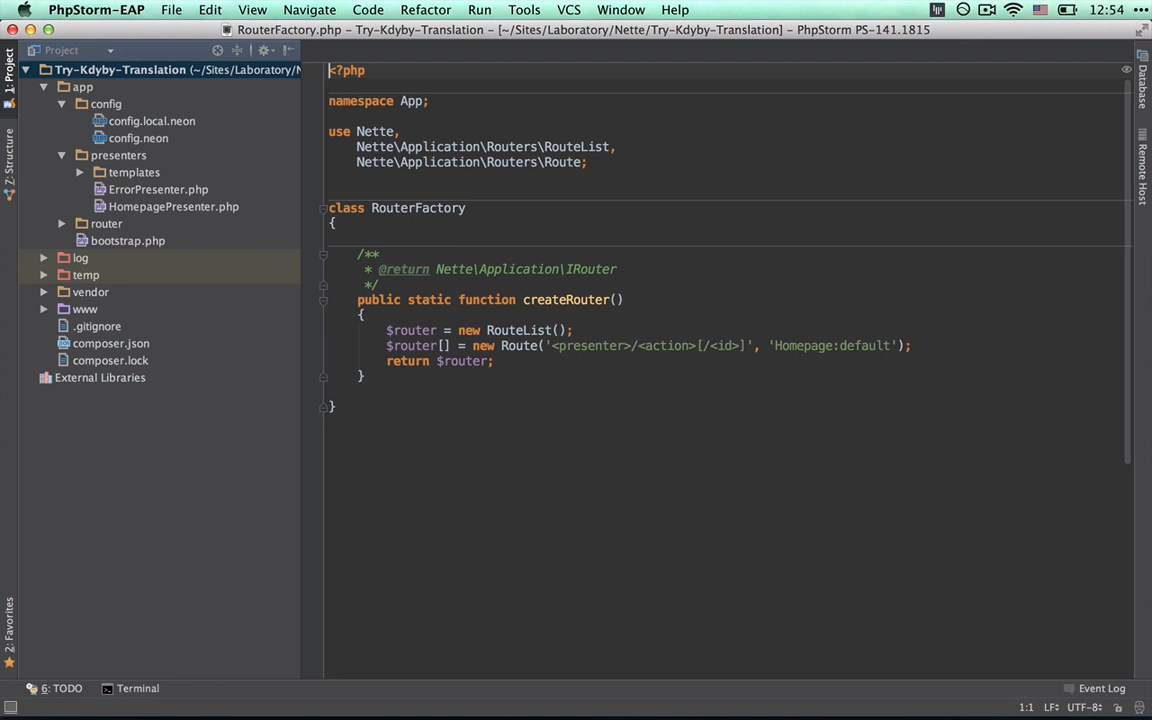 PhpStorm-EAP File Edit View Navigate Code Refactor Run Tools VCS Window Help 12:54
RouterFactory.php - Try-Kdyby-Translation - [~/Sites/Laboratory/Nette/Try-Kdyby-Translation] - PhpStorm PS-141.1815
1: Project
Z: Structure
2: Favorites
Project
Try-Kdyby-Translation (~/Sites/Laboratory/N
app
config
config.local.neon
config.neon
presenters
templates
ErrorPresenter.php
HomepagePresenter.php
router
bootstrap.php
log
temp
vendor
www
.gitignore
composer.json
composer.lock
External Libraries
<?php
namespace App;
use Nette,
Nette\Application\Routers\RouteList,
Nette\Application\Routers\Route;
class RouterFactory
{
/**
* @return Nette\Application\IRouter
*/
public static function createRouter()
{
$router = new RouteList();
$router[] = new Route('<presenter>/<action>[/<id>]', 'Homepage:default');
return $router;
}
}
Database
Remote Host
6: TODO Terminal Event Log
1:1 LF UTF-8